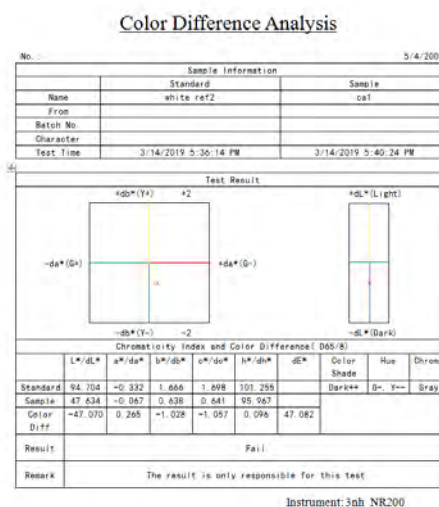 Color Difference Analysis
No. : 5/4/200
Sample Information
Standard Sample
Name white ref2 ca1
From
Batch No
Character
Test Time 3/14/2019 5:36:14 PM 3/14/2019 5:40:24 PM
Test Result
+db*(Y+) +2 +dL*(Light)
-da*(G+) +da*(G-)
-db*(Y-) -2 -dL*(Dark)
Chromaticity Index and Color Difference( D65/8)
L*/dL* a*/da* b*/db* c*/dc* h*/dh* dE* Color Shade Hue Chrom
Standard 94.704 -0.332 1.666 1.698 101.255 Dark++ G-, Y-- Gray
Sample 47.634 -0.067 0.638 0.641 95.967
Color Diff -47.070 0.265 -1.028 -1.057 0.096 47.082
Result Fail
Remark The result is only responsible for this test
Instrument: 3nh NR200